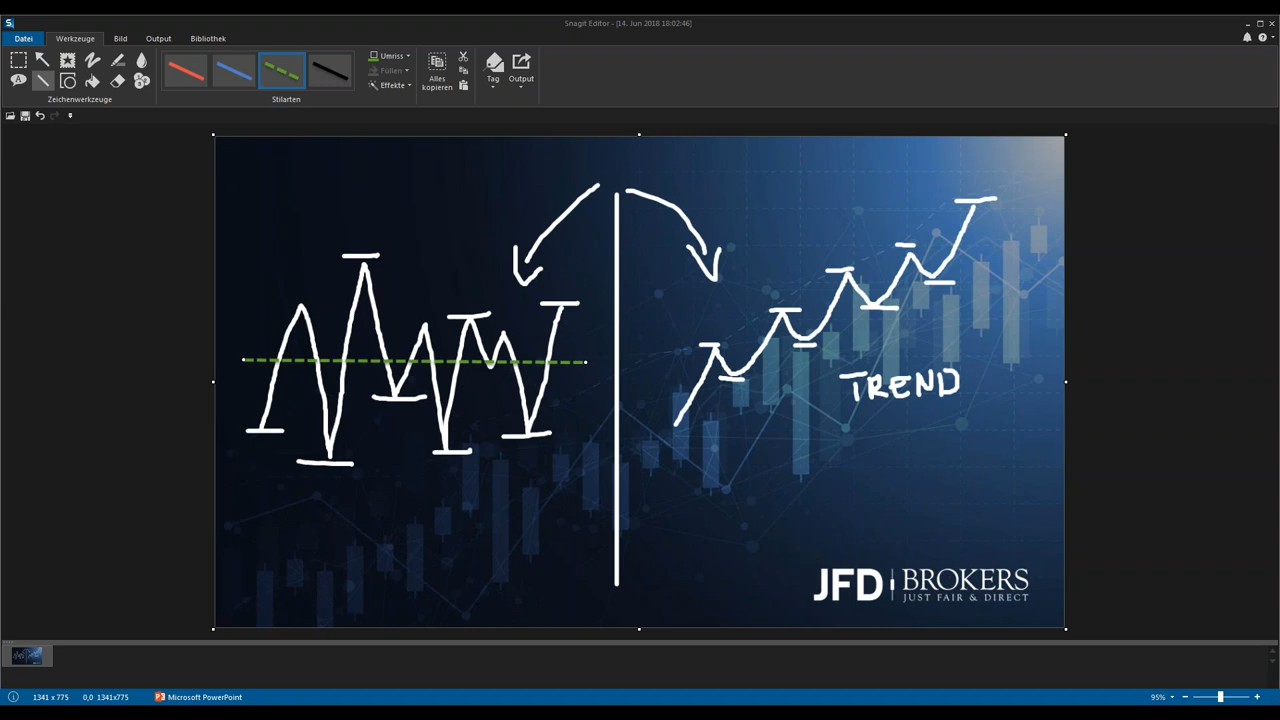 Snagit Editor - [14. Jun 2018 18:02:46]
Datei Werkzeuge Bild Output Bibliothek
Umriss
Füllen
Effekte
Alles kopieren
Tag
Output
Zeichenwerkzeuge
Stilarten
TREND
JFD BROKERS
JUST FAIR & DIRECT
1341 x 775 0,0 1341x775 Microsoft PowerPoint 95%